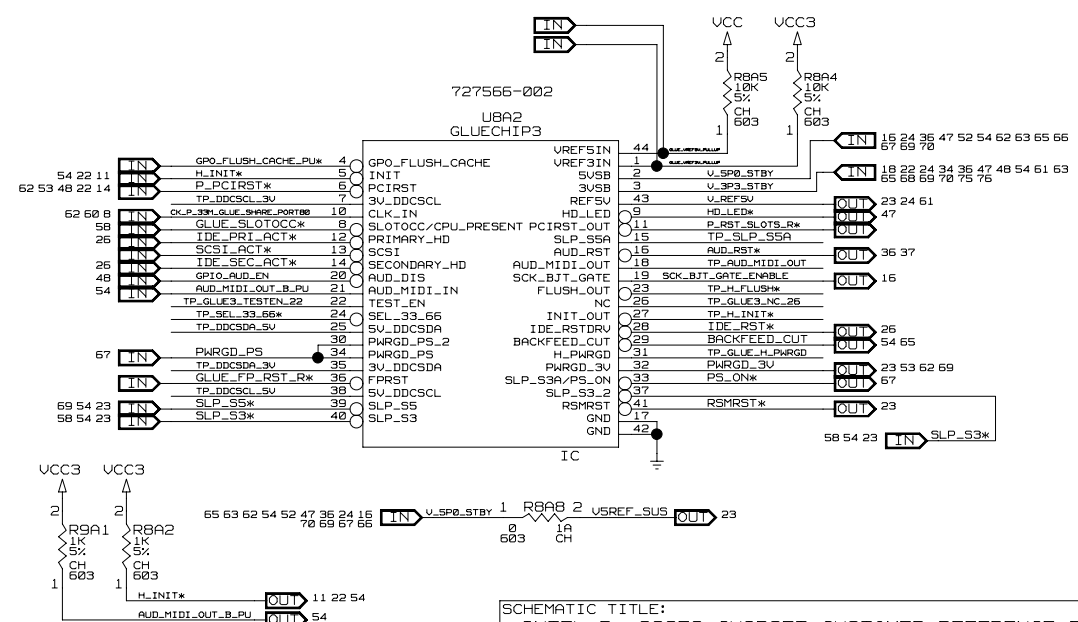 IN
IN
VCC VCC3
2 R8A5 10K 5% CH 603 1
2 R8A4 10K 5% CH 603 1
727566-002
U8A2
GLUECHIP3
IN GPO_FLUSH_CACHE_PU* 4 GPO_FLUSH_CACHE
54 22 11 IN H_INIT* 5 INIT
62 53 48 22 14 IN P_PCIRST* 6 PCIRST
TP_DDCSCL_3V 7 3V_DDCSCL
62 60 8 IN CK_P_33M_GLUE_SHARE_PORT80 10 CLK_IN
58 IN GLUE_SLOTOCC* 8 SLOTOCC/CPU_PRESENT
26 IN IDE_PRI_ACT* 12 PRIMARY_HD
IN SCSI_ACT* 13 SCSI
26 IN IDE_SEC_ACT* 14 SECONDARY_HD
48 IN GPIO_AUD_EN 20 AUD_DIS
54 IN AUD_MIDI_OUT_B_PU 21 AUD_MIDI_IN
TP_GLUE3_TESTEN_22 22 TEST_EN
TP_SEL_33_66* 24 SEL_33_66
TP_DDCSDA_5V 25 5V_DDCSDA
30 PWRGD_PS_2
67 IN PWRGD_PS 34 PWRGD_PS
TP_DDCSDA_3V 35 3V_DDCSDA
IN GLUE_FP_RST_R* 36 FPRST
TP_DDCSCL_5V 38 5V_DDCSCL
69 54 23 IN SLP_S5* 39 SLP_S5
58 54 23 IN SLP_S3* 40 SLP_S3
VREF5IN 44 GLUE_VREF5V_PULLUP
VREF3IN 1 GLUE_VREF3V_PULLUP
5VSB 2 V_5P0_STBY IN 16 24 36 47 52 54 62 63 65 66
67 69 70
3VSB 3 V_3P3_STBY IN 18 22 24 34 36 47 48 54 61 63
65 68 69 70 75 76
REF5V 43 V_REF5V OUT 23 24 61
HD_LED 9 HD_LED* OUT 47
PCIRST_OUT 11 P_RST_SLOTS_R* OUT
SLP_S5A 15 TP_SLP_S5A
AUD_RST 16 AUD_RST* OUT 36 37
AUD_MIDI_OUT 18 TP_AUD_MIDI_OUT
SCK_BJT_GATE 19 SCK_BJT_GATE_ENABLE OUT 16
FLUSH_OUT 23 TP_H_FLUSH*
NC 26 TP_GLUE3_NC_26
INIT_OUT 27 TP_H_INIT*
IDE_RSTDRV 28 IDE_RST* OUT 26
BACKFEED_CUT 29 BACKFEED_CUT OUT 54 65
H_PWRGD 31 TP_GLUE_H_PWRGD
PWRGD_3V 32 PWRGD_3V OUT 23 53 62 69
SLP_S3A/PS_ON 33 PS_ON* OUT 67
SLP_S3_2 37
RSMRST 41 RSMRST* OUT 23
GND 17
GND 42
IC
58 54 23 IN SLP_S3*
VCC3 VCC3
2 R9A1 1K 5% CH 603 1
2 R8A2 1K 5% CH 603 1
H_INIT* OUT 11 22 54
AUD_MIDI_OUT_B_PU OUT 54
65 63 62 54 52 47 36 24 16
70 69 67 66
IN V_5P0_STBY 1 R8A8 2 V5REF_SUS OUT 23
0 1A
603 CH
SCHEMATIC TITLE: